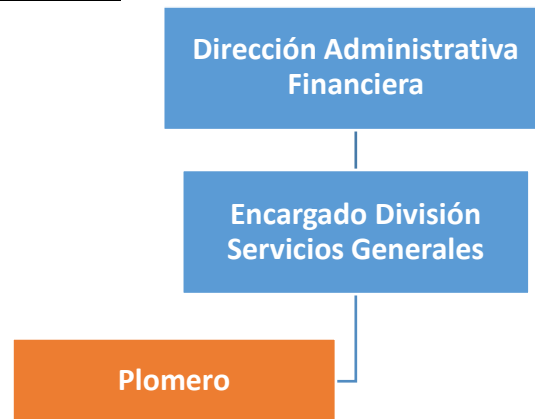 Dirección Administrativa
Financiera
Encargado División
Servicios Generales
Plomero